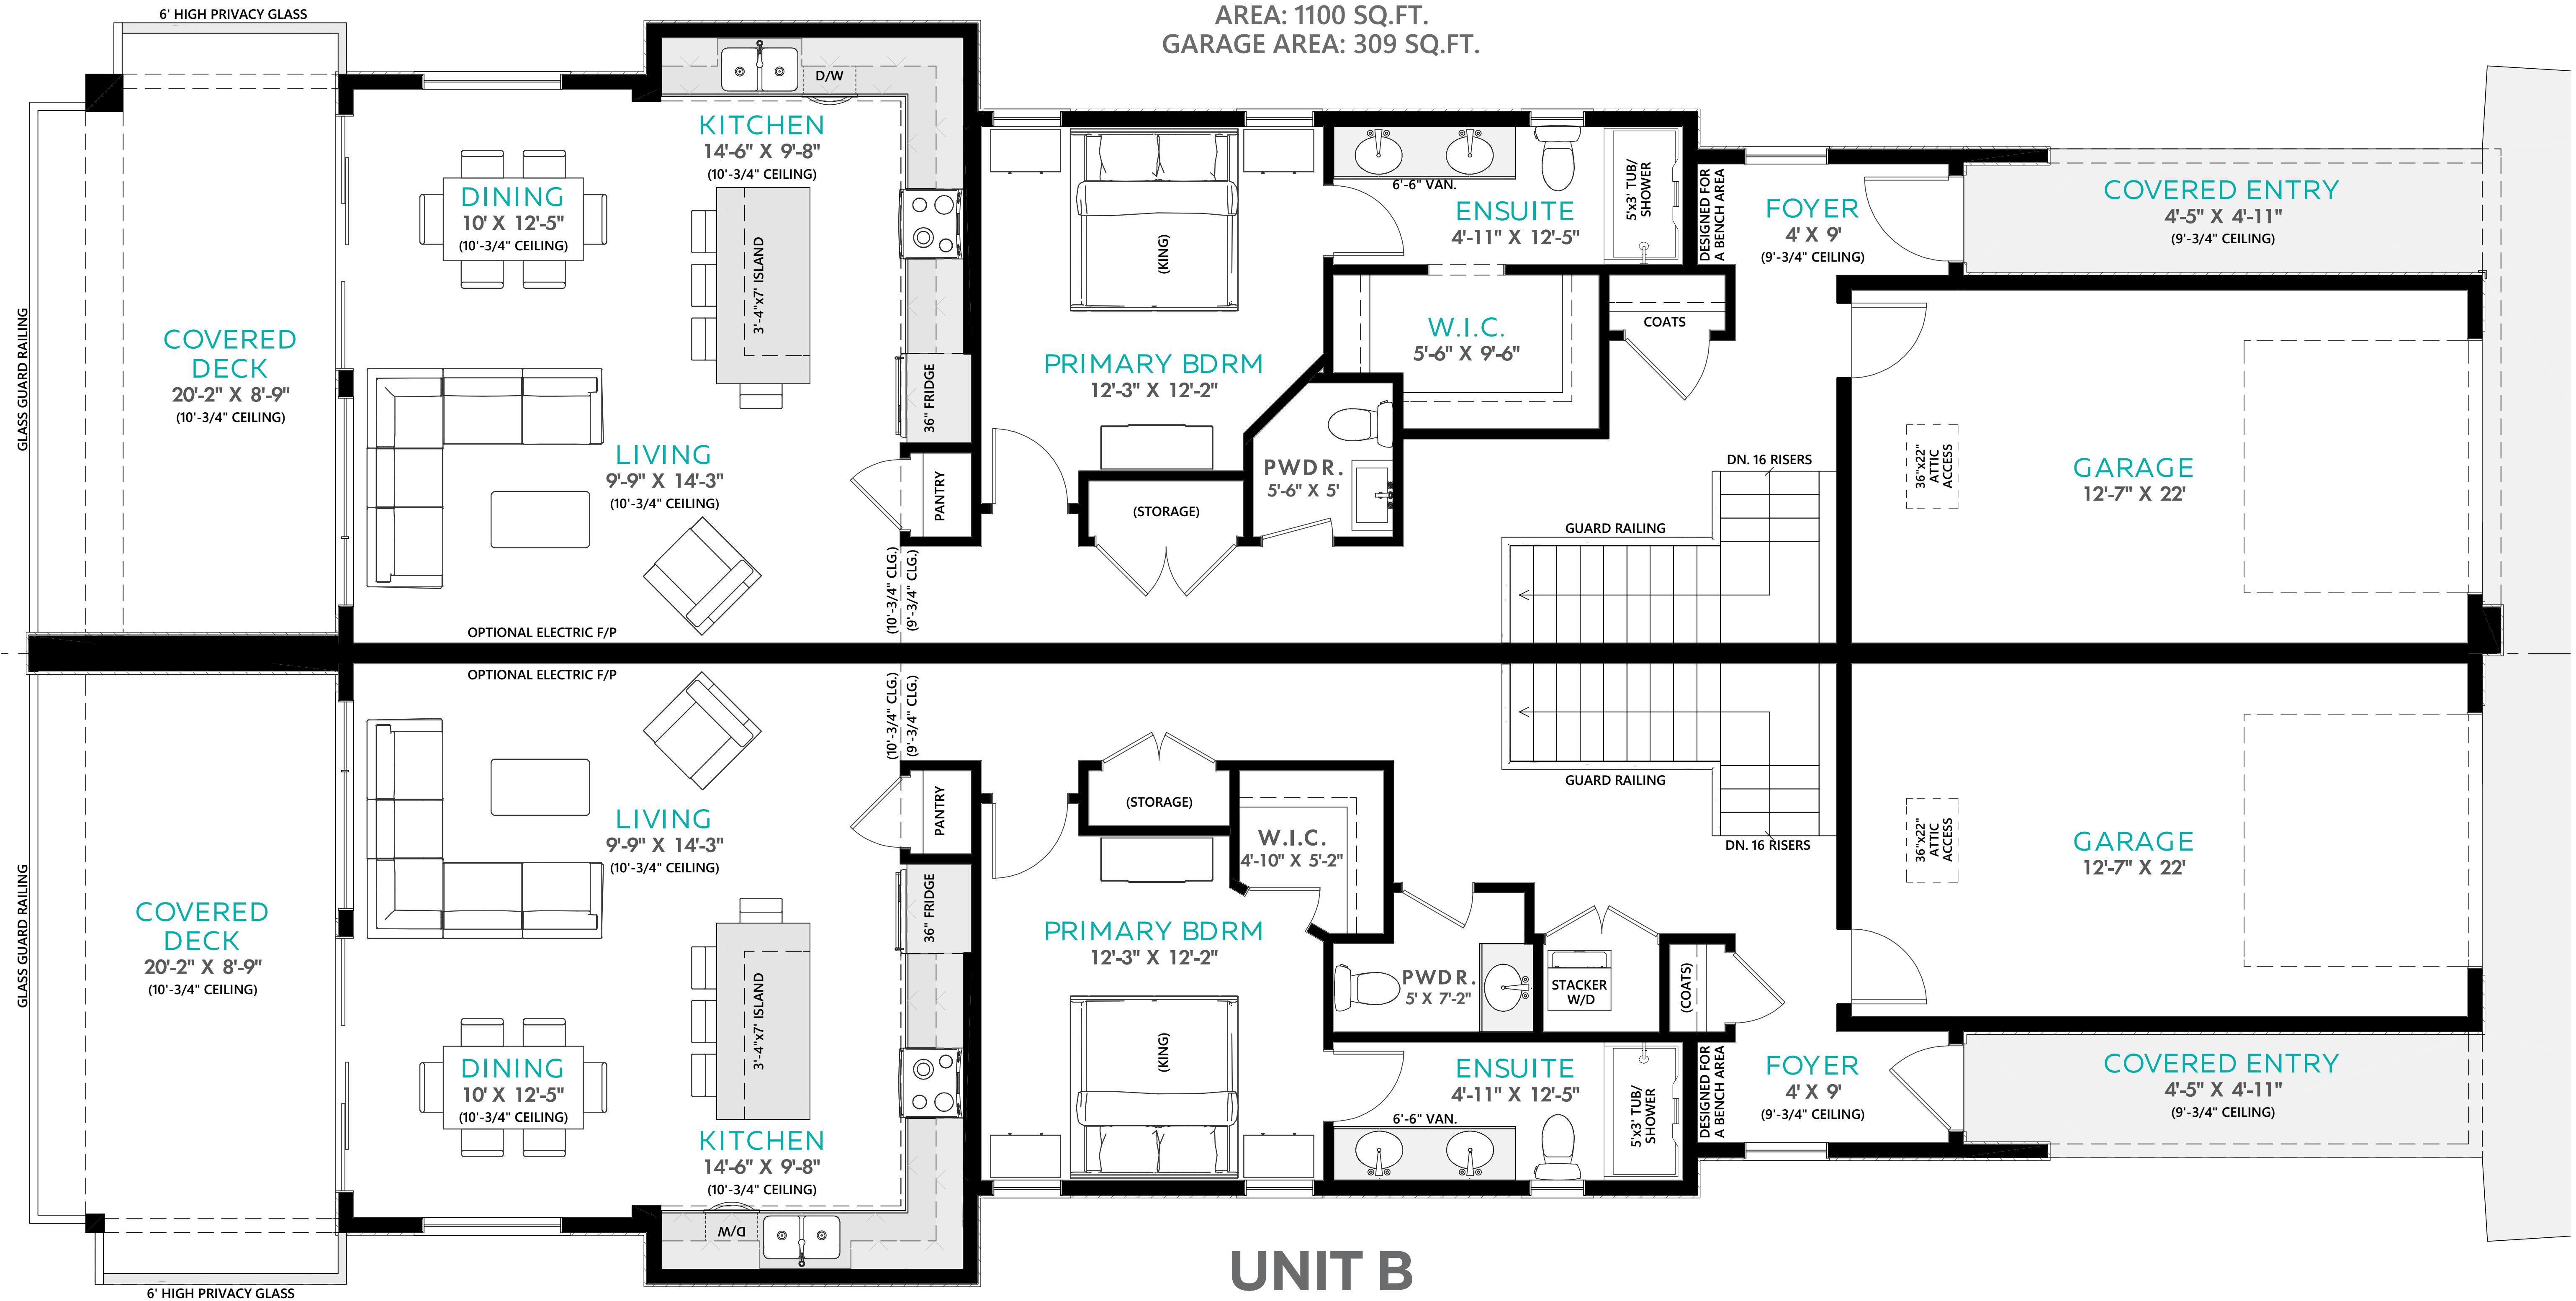 6' HIGH PRIVACY GLASS
AREA: 1100 SQ.FT.
GARAGE AREA: 309 SQ.FT.
D/W
KITCHEN
14'-6" X 9'-8"
(10'-3/4" CEILING)
DINING
10' X 12'-5"
(10'-3/4" CEILING)
3'-4"x7' ISLAND
(KING)
6'-6" VAN.
ENSUITE
4'-11" X 12'-5"
5'x3' TUB/
SHOWER
DESIGNED FOR
A BENCH AREA
FOYER
4' X 9'
(9'-3/4" CEILING)
COVERED ENTRY
4'-5" X 4'-11"
(9'-3/4" CEILING)
GLASS GUARD RAILING
COVERED
DECK
20'-2" X 8'-9"
(10'-3/4" CEILING)
36" FRIDGE
PRIMARY BDRM
12'-3" X 12'-2"
W.I.C.
5'-6" X 9'-6"
COATS
LIVING
9'-9" X 14'-3"
(10'-3/4" CEILING)
PANTRY
(STORAGE)
PWDR.
5'-6" X 5'
DN. 16 RISERS
GUARD RAILING
36"x22"
ATTIC
ACCESS
GARAGE
12'-7" X 22'
(10'-3/4" CLG.)
(9'-3/4" CLG.)
OPTIONAL ELECTRIC F/P
OPTIONAL ELECTRIC F/P
(10'-3/4" CLG.)
(9'-3/4" CLG.)
GUARD RAILING
DN. 16 RISERS
LIVING
9'-9" X 14'-3"
(10'-3/4" CEILING)
PANTRY
(STORAGE)
W.I.C.
4'-10" X 5'-2"
36"x22"
ATTIC
ACCESS
GARAGE
12'-7" X 22'
GLASS GUARD RAILING
COVERED
DECK
20'-2" X 8'-9"
(10'-3/4" CEILING)
36" FRIDGE
PRIMARY BDRM
12'-3" X 12'-2"
PWDR.
5' X 7'-2"
STACKER
W/D
(COATS)
3'-4"x7' ISLAND
DINING
10' X 12'-5"
(10'-3/4" CEILING)
(KING)
ENSUITE
4'-11" X 12'-5"
6'-6" VAN.
5'x3' TUB/
SHOWER
DESIGNED FOR
A BENCH AREA
FOYER
4' X 9'
(9'-3/4" CEILING)
COVERED ENTRY
4'-5" X 4'-11"
(9'-3/4" CEILING)
KITCHEN
14'-6" X 9'-8"
(10'-3/4" CEILING)
D/W
UNIT B
6' HIGH PRIVACY GLASS